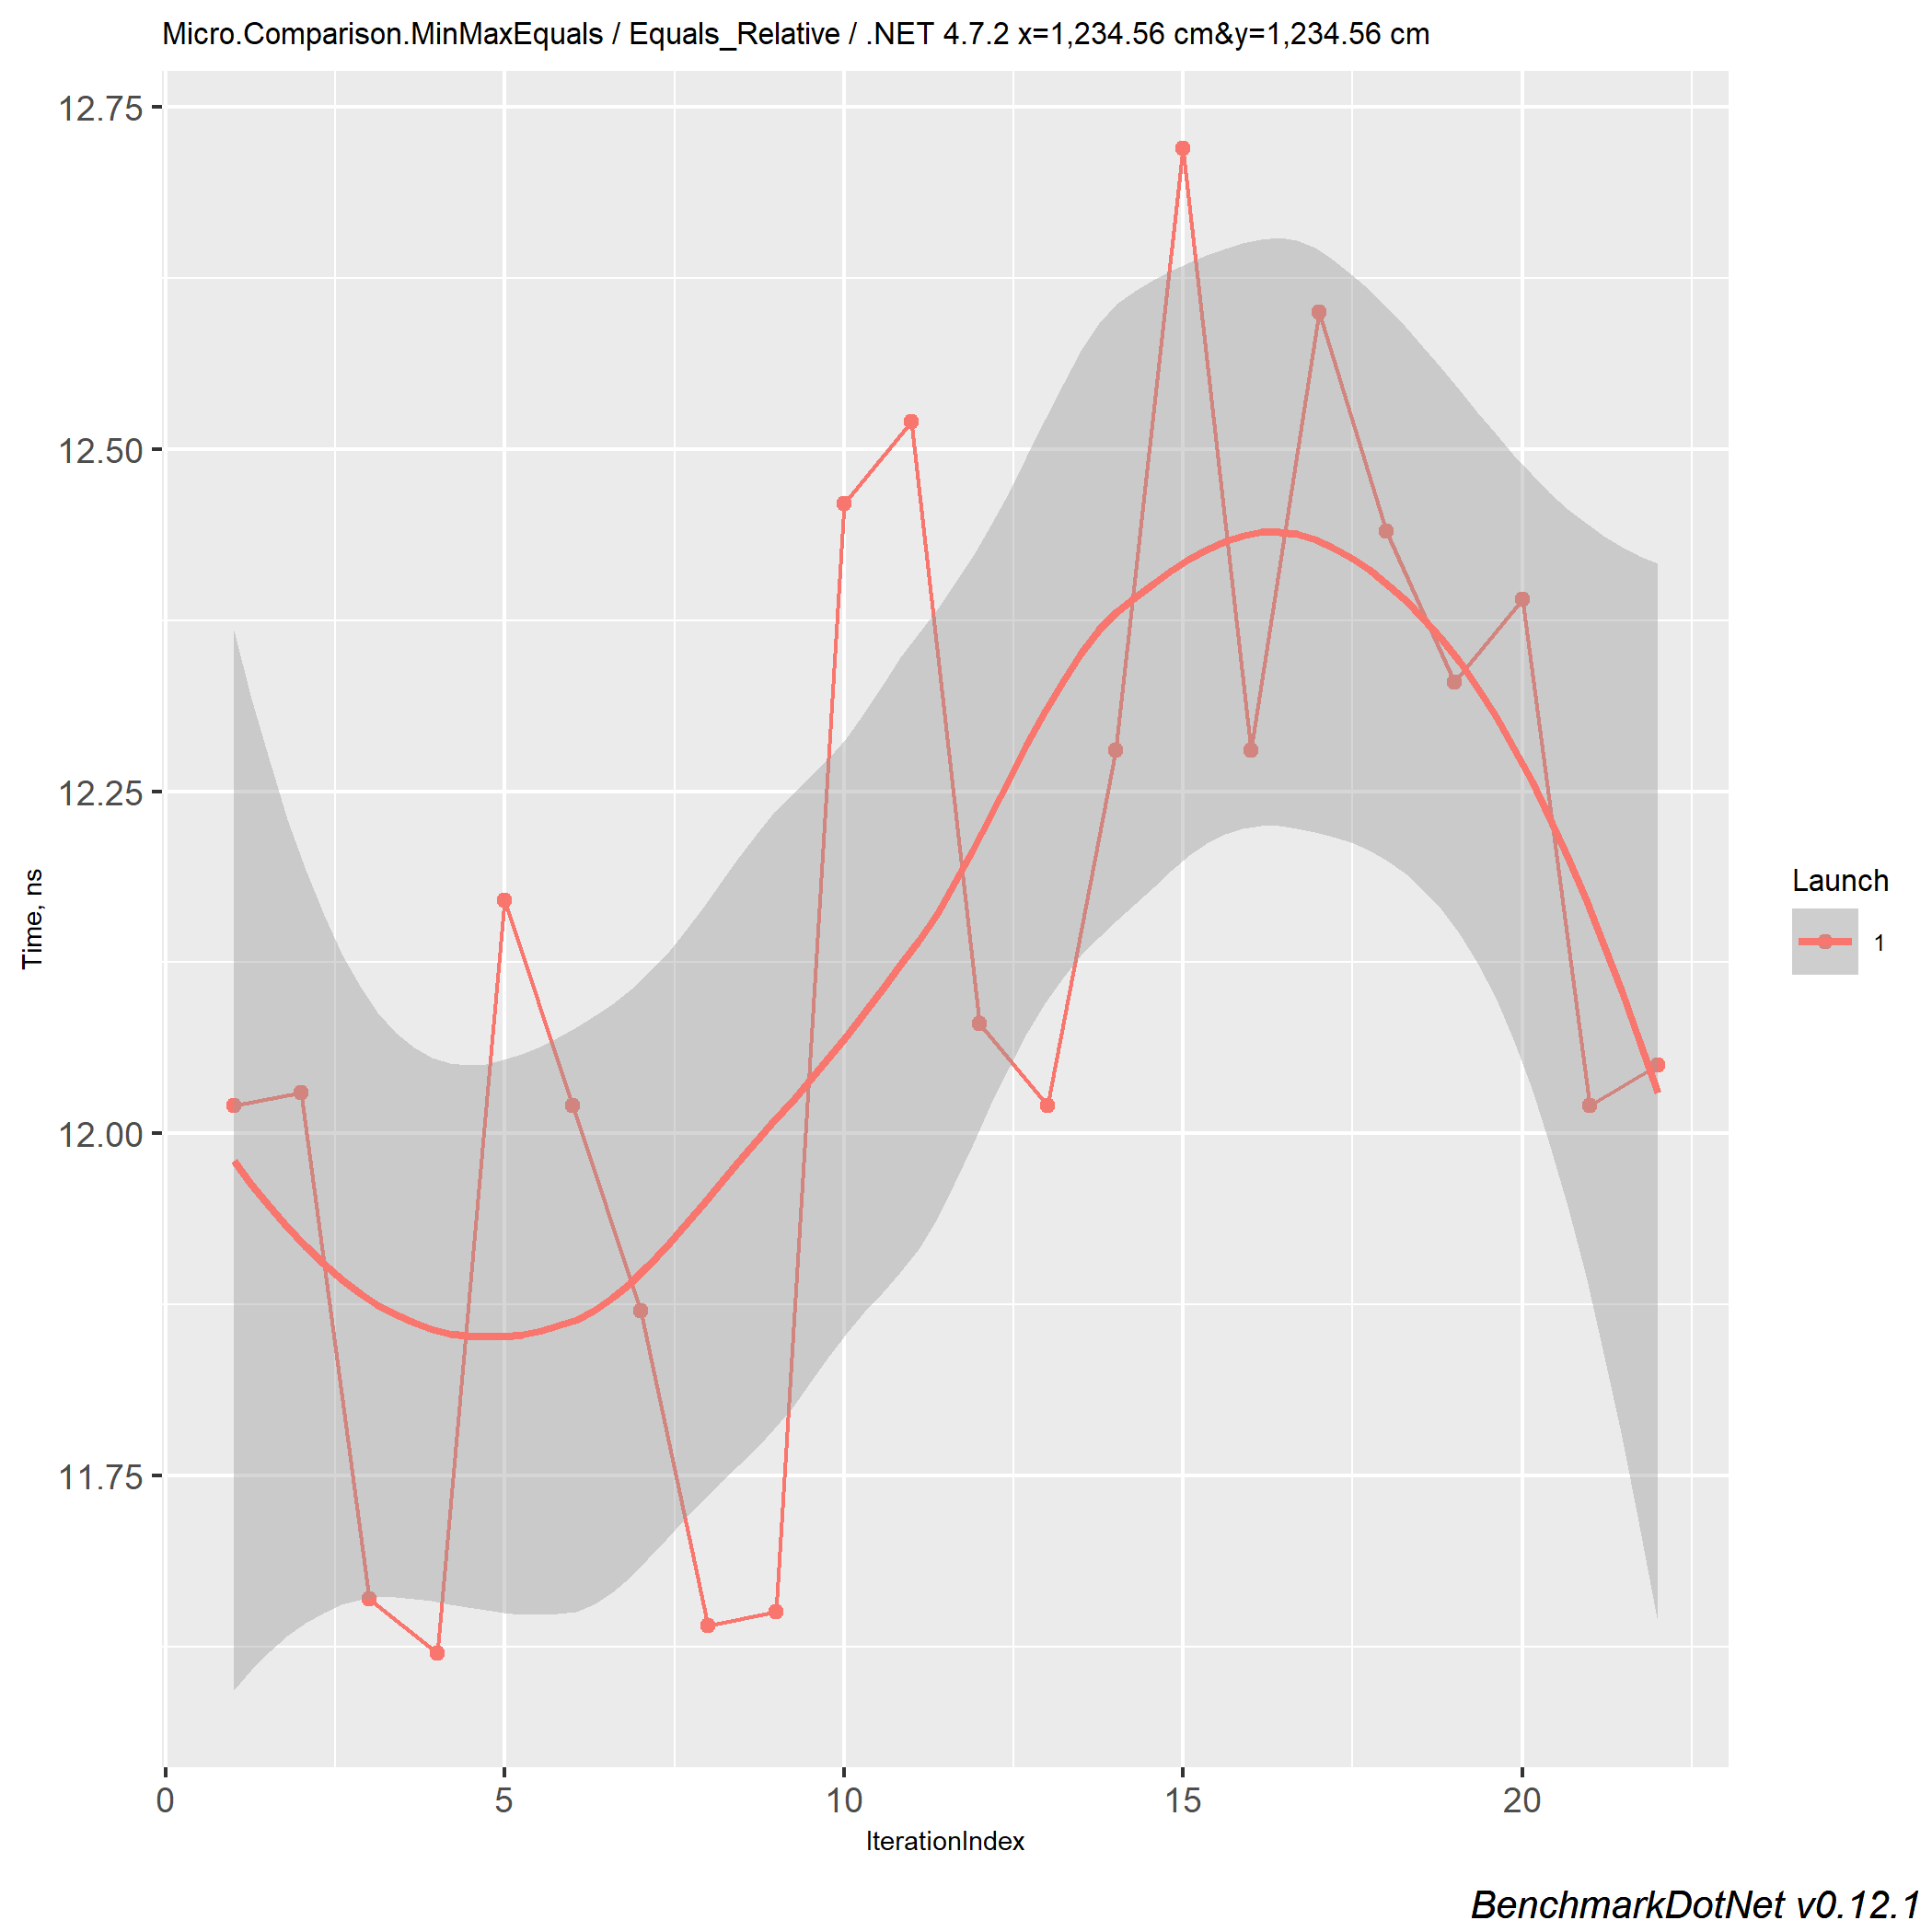 Micro.Comparison.MinMaxEquals / Equals_Relative / .NET 4.7.2 x=1,234.56 cm&y=1,234.56 cm
12.75
12.50
12.25
12.00
11.75
Time, ns
0 5 10 15 20
IterationIndex
Launch
1
BenchmarkDotNet v0.12.1